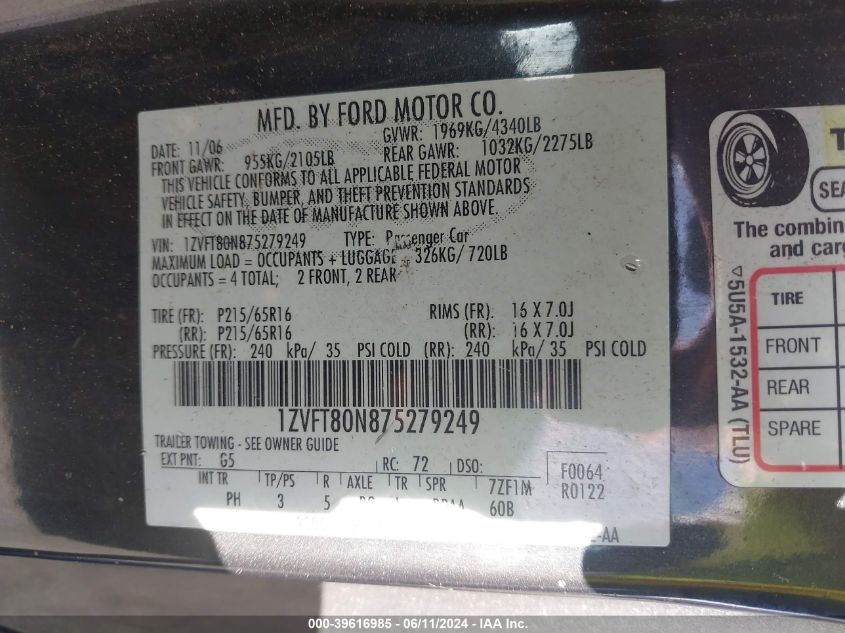 MFD. BY FORD MOTOR CO.
DATE: 11/06 GVWR: 1969KG/4340LB
FRONT GAWR: 955KG/2105LB REAR GAWR: 1032KG/2275LB
THIS VEHICLE CONFORMS TO ALL APPLICABLE FEDERAL MOTOR
VEHICLE SAFETY, BUMPER, AND THEFT PREVENTION STANDARDS
IN EFFECT ON THE DATE OF MANUFACTURE SHOWN ABOVE.
VIN: 1ZVFT80N875279249 TYPE: Passenger Car
MAXIMUM LOAD = OCCUPANTS + LUGGAGE = 326KG/ 720LB
OCCUPANTS = 4 TOTAL; 2 FRONT, 2 REAR
TIRE (FR): P215/65R16 RIMS (FR): 16 X 7.0J
(RR): P215/65R16 (RR): 16 X 7.0J
PRESSURE (FR): 240 kPa/ 35 PSI COLD (RR): 240 kPa/ 35 PSI COLD
1ZVFT80N875279249
TRAILER TOWING - SEE OWNER GUIDE
EXT PNT: G5 RC: 72 DSO:
F0064
R0122
INT TR TP/PS R AXLE TR SPR 7ZF1M
PH 3 5 60B
-AA
T
SEA
The combin
and carg
TIRE
FRONT
REAR
SPARE
▽5U5A-1532-AA (TLU)
000-39616985 - 06/11/2024 - IAA Inc.